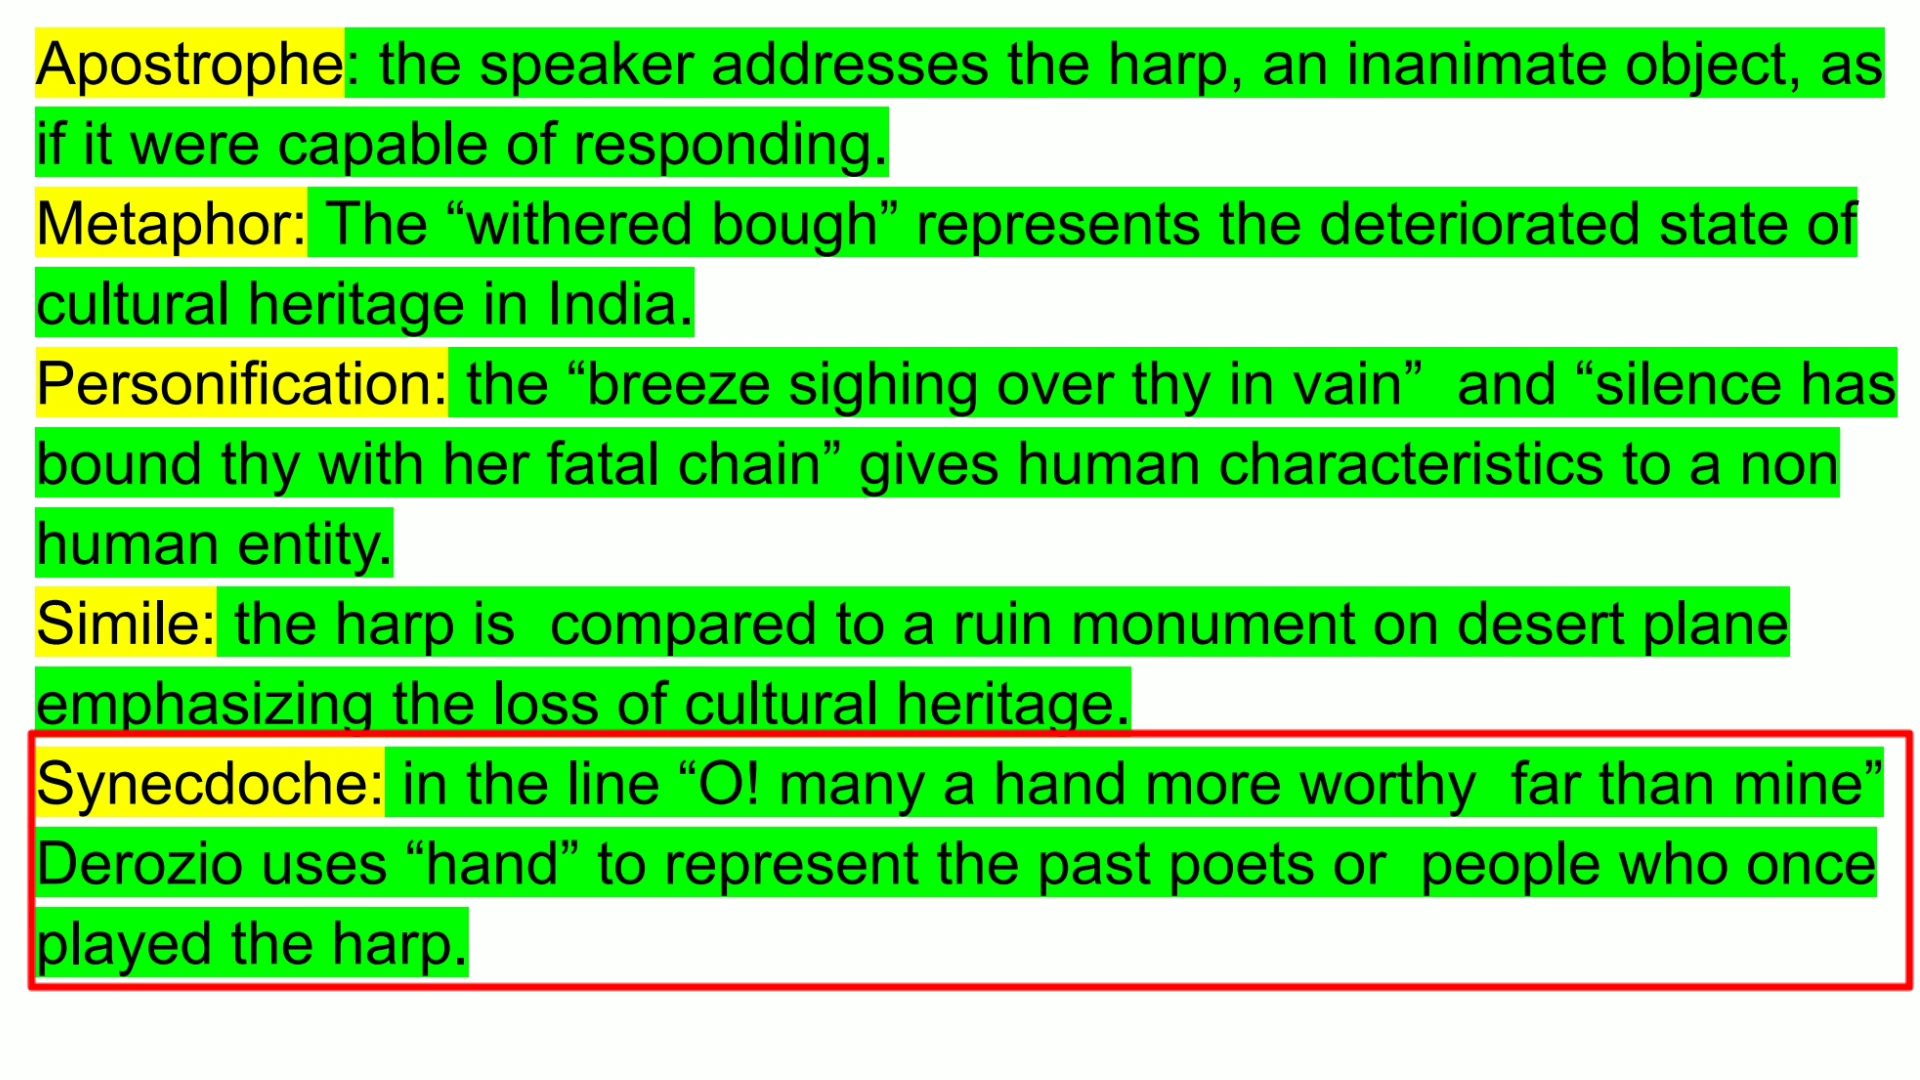 Apostrophe: the speaker addresses the harp, an inanimate object, as
if it were capable of responding.
Metaphor: The “withered bough” represents the deteriorated state of
cultural heritage in India.
Personification: the “breeze sighing over thy in vain”  and “silence has
bound thy with her fatal chain” gives human characteristics to a non
human entity.
Simile: the harp is  compared to a ruin monument on desert plane
emphasizing the loss of cultural heritage.
Synecdoche: in the line “O! many a hand more worthy  far than mine”
Derozio uses “hand” to represent the past poets or  people who once
played the harp.